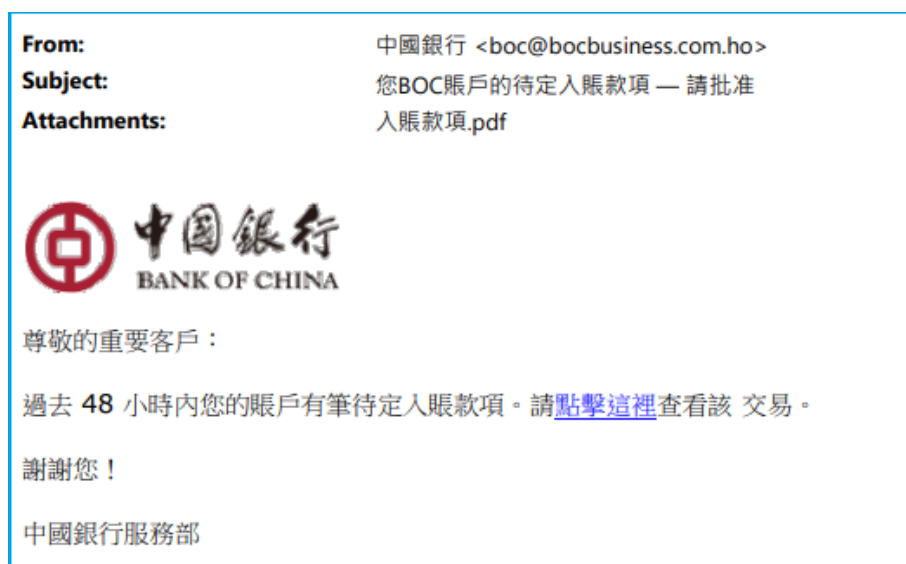 From: 中國銀行 <boc@bocbusiness.com.ho>
Subject: 您BOC賬戶的待定入賬款項 — 請批准
Attachments: 入賬款項.pdf
中國銀行
BANK OF CHINA
尊敬的重要客戶：
過去 48 小時內您的賬戶有筆待定入賬款項。請點擊這裡查看該 交易。
謝謝您！
中國銀行服務部